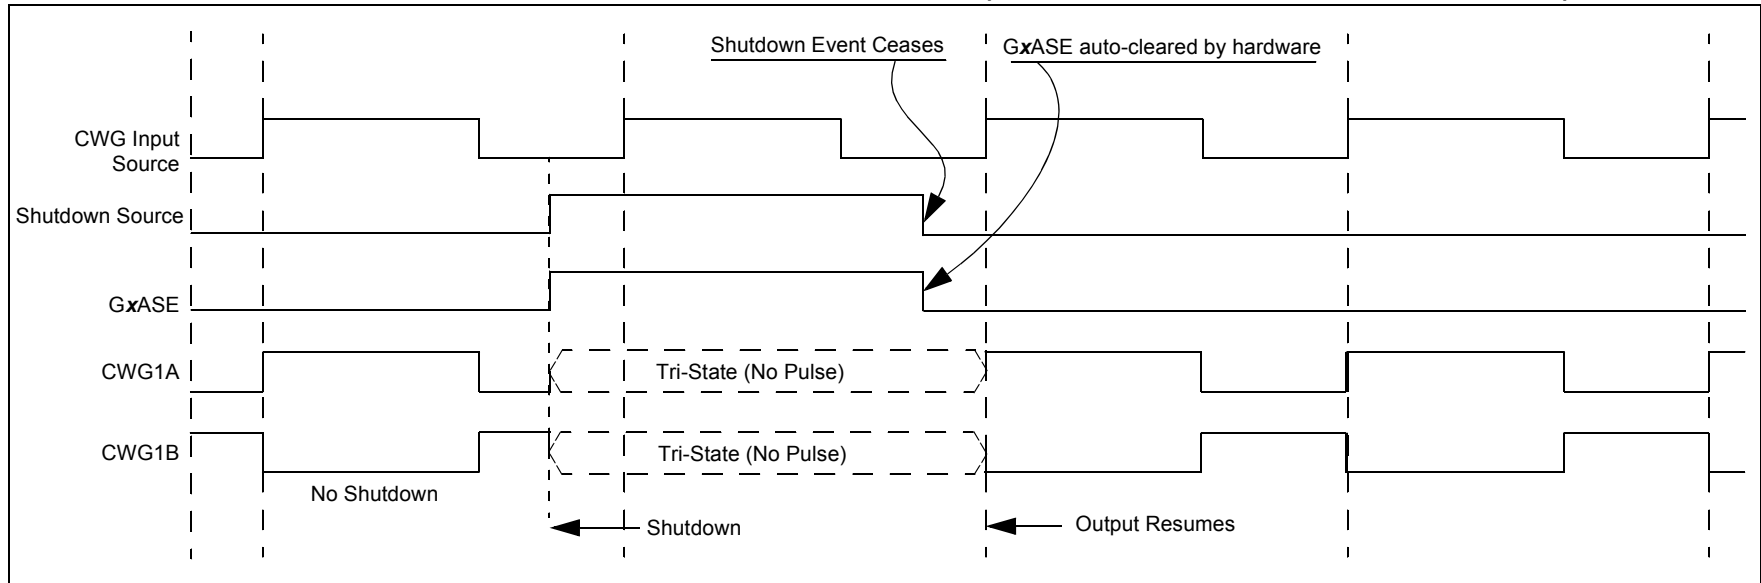 Shutdown Event Ceases
GxASE auto-cleared by hardware
CWG Input
Source
Shutdown Source
GxASE
CWG1A
Tri-State (No Pulse)
CWG1B
Tri-State (No Pulse)
No Shutdown
Shutdown
Output Resumes